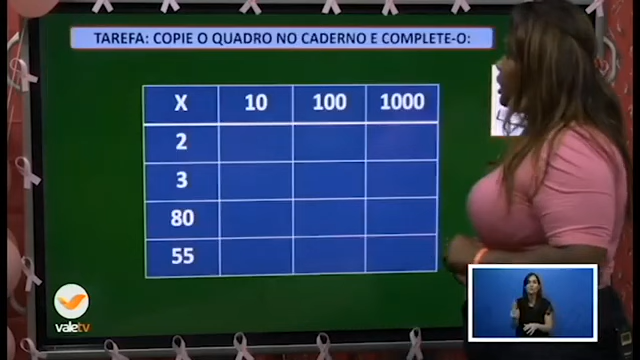 TAREFA: COPIE O QUADRO NO CADERNO E COMPLETE-O:
X 10 100 1000
2
3
80
55
valetv